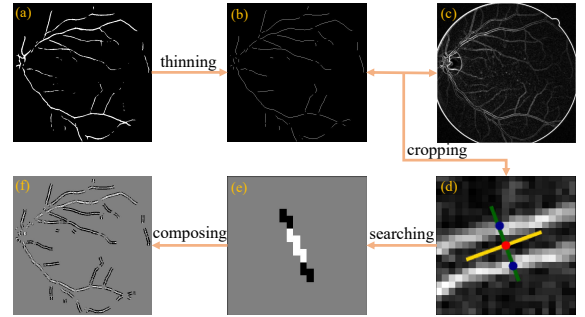 (a)
(b)
(c)
thinning
cropping
(f)
(e)
(d)
composing
searching